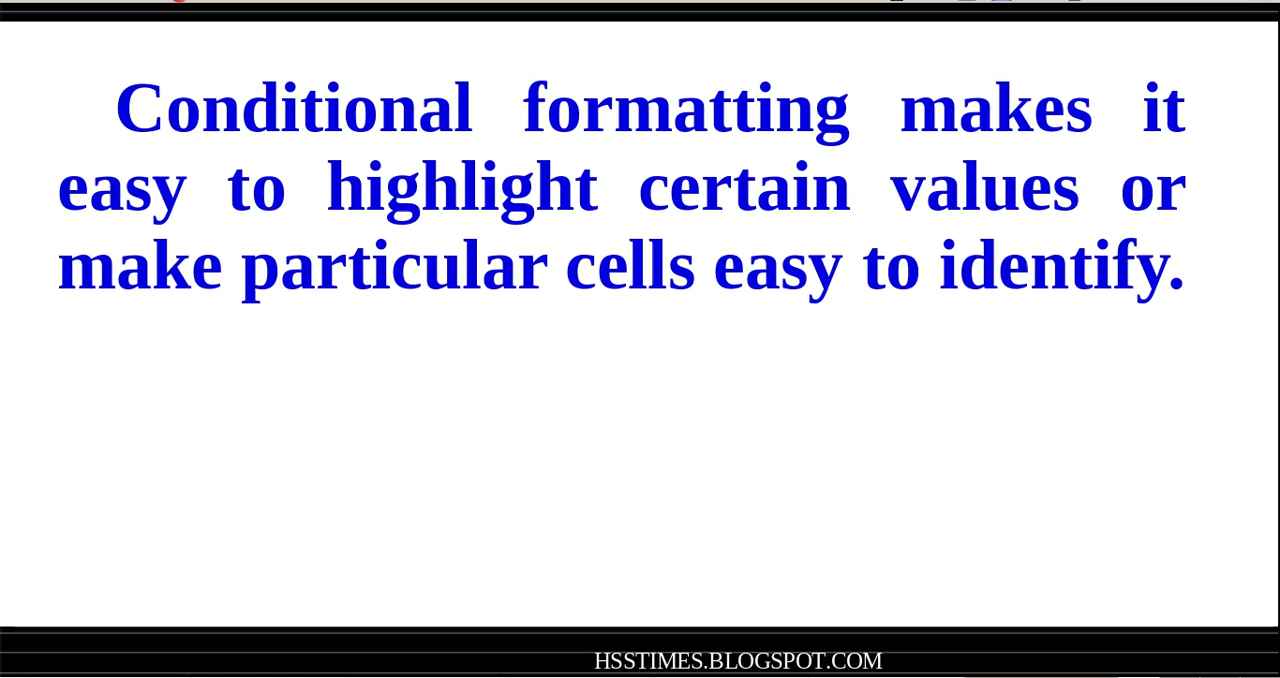 Conditional formatting makes it
easy to highlight certain values or
make particular cells easy to identify.
HSSTIMES.BLOGSPOT.COM